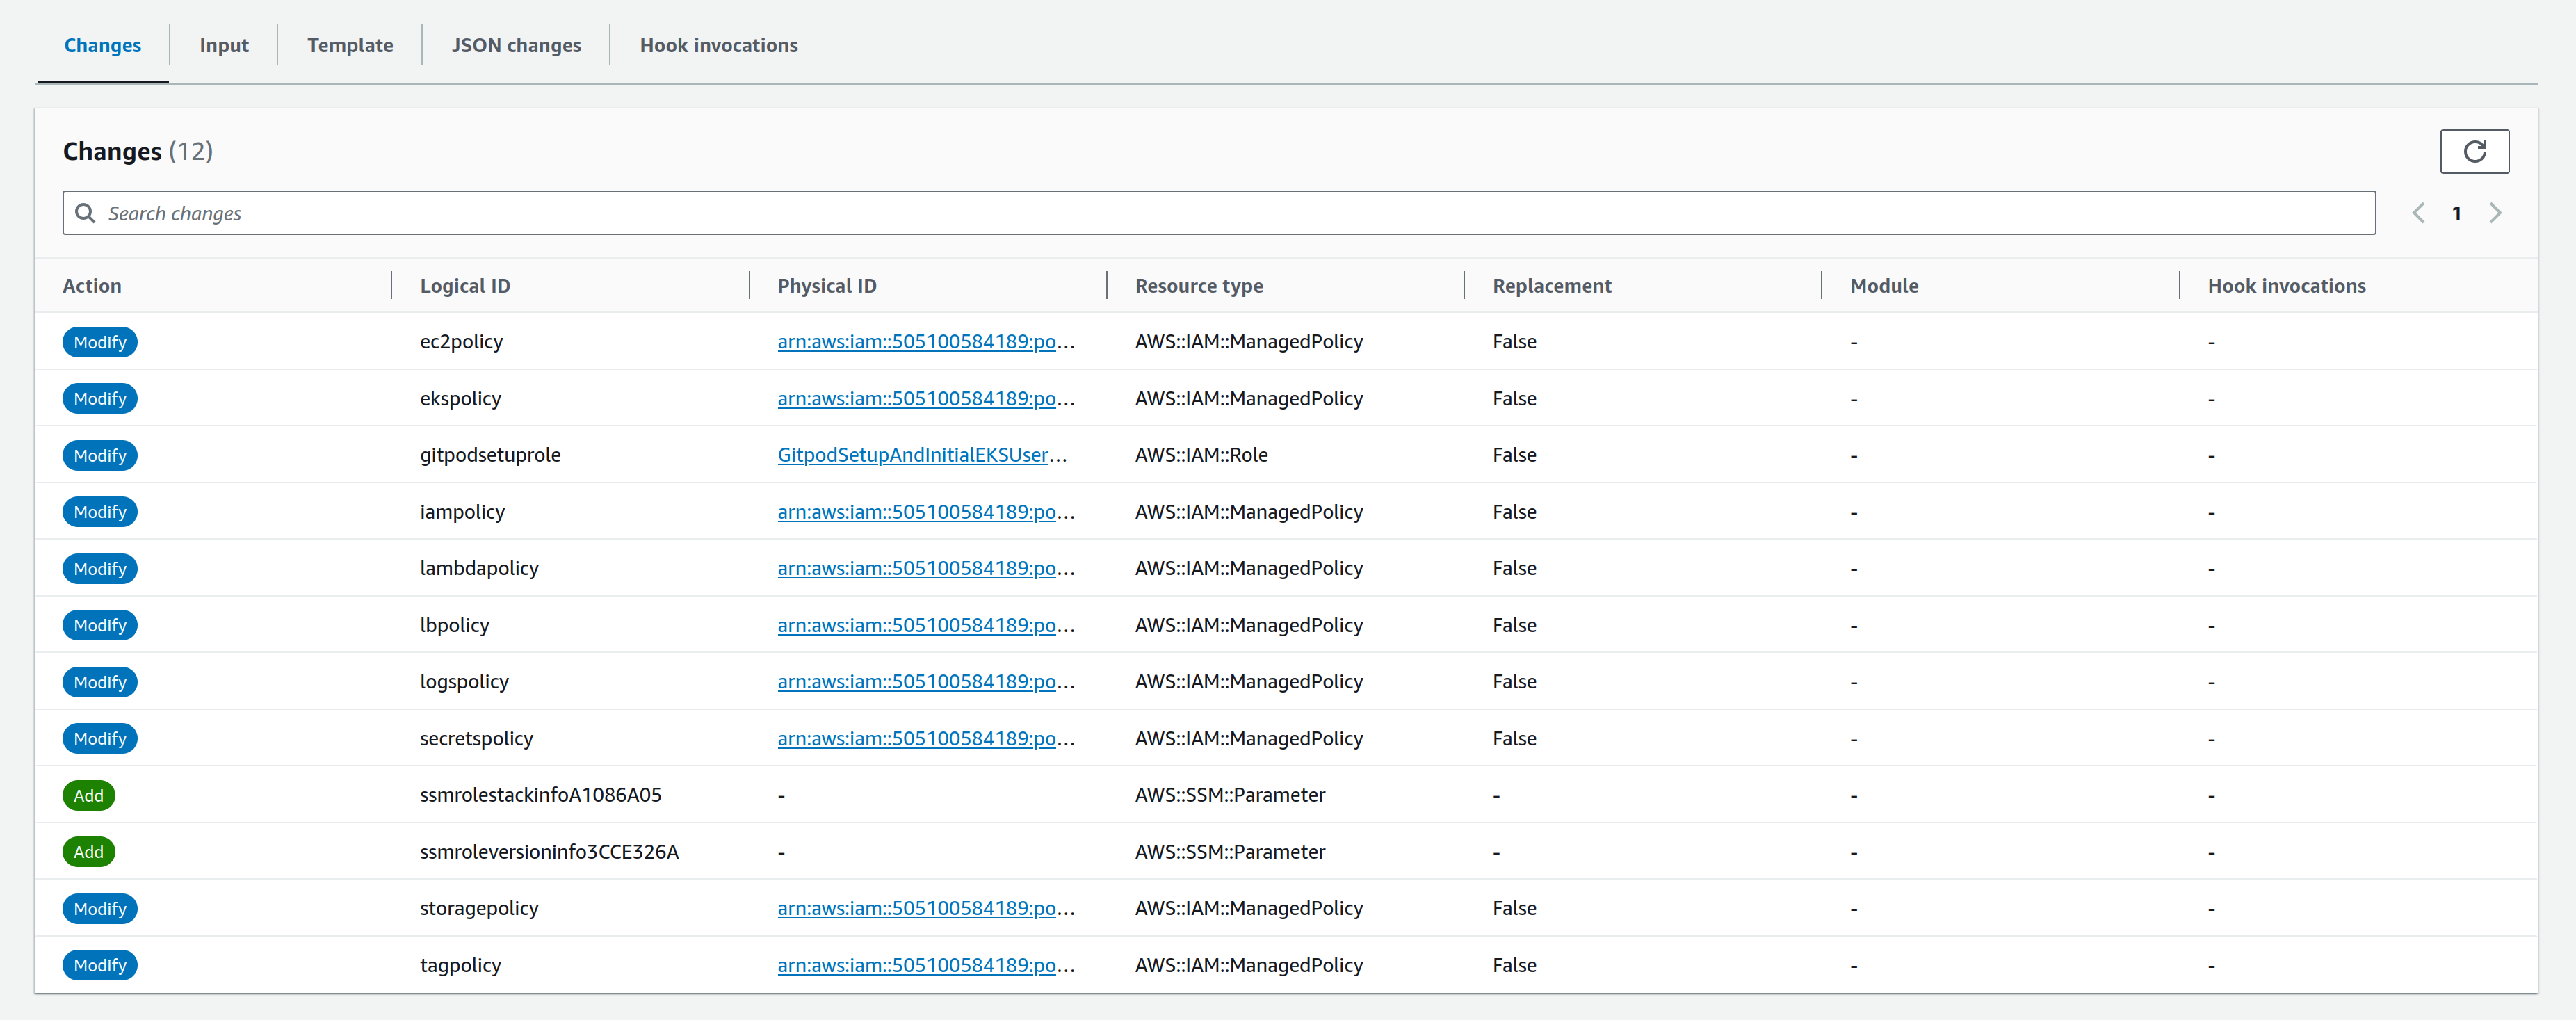 Changes Input Template JSON changes Hook invocations
Changes (12)
Search changes 1
Action Logical ID Physical ID Resource type Replacement Module Hook invocations
Modify ec2policy arn:aws:iam::505100584189:po... AWS::IAM::ManagedPolicy False - -
Modify ekspolicy arn:aws:iam::505100584189:po... AWS::IAM::ManagedPolicy False - -
Modify gitpodsetuprole GitpodSetupAndInitialEKSUser... AWS::IAM::Role False - -
Modify iampolicy arn:aws:iam::505100584189:po... AWS::IAM::ManagedPolicy False - -
Modify lambdapolicy arn:aws:iam::505100584189:po... AWS::IAM::ManagedPolicy False - -
Modify lbpolicy arn:aws:iam::505100584189:po... AWS::IAM::ManagedPolicy False - -
Modify logspolicy arn:aws:iam::505100584189:po... AWS::IAM::ManagedPolicy False - -
Modify secretspolicy arn:aws:iam::505100584189:po... AWS::IAM::ManagedPolicy False - -
Add ssmrolestackinfoA1086A05 - AWS::SSM::Parameter - - -
Add ssmroleversioninfo3CCE326A - AWS::SSM::Parameter - - -
Modify storagepolicy arn:aws:iam::505100584189:po... AWS::IAM::ManagedPolicy False - -
Modify tagpolicy arn:aws:iam::505100584189:po... AWS::IAM::ManagedPolicy False - -